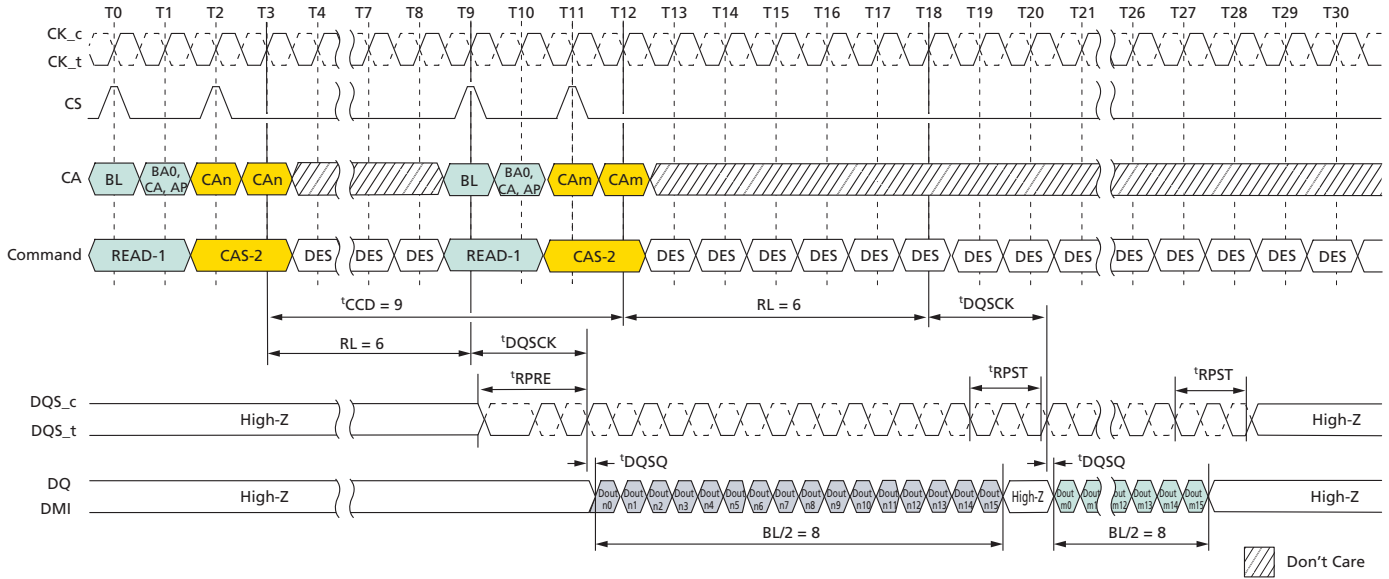 T0 T1 T2 T3 T4 T7 T8 T9 T10 T11 T12 T13 T14 T15 T16 T17 T18 T19 T20 T21 T26 T27 T28 T29 T30
CK_c
CK_t
CS
CA BL BA0, CA, AP CAn CAn BL BA0, CA, AP CAm CAm
Command READ-1 CAS-2 DES DES DES READ-1 CAS-2 DES DES DES DES DES DES DES DES DES DES DES DES DES DES
tCCD = 9 RL = 6 tDQSCK
RL = 6 tDQSCK
tRPRE tRPST tRPST
DQS_c
DQS_t
High-Z High-Z
tDQSQ tDQSQ
DQ
DMI
High-Z Dout n0 Dout n1 Dout n2 Dout n3 Dout n4 Dout n5 Dout n6 Dout n7 Dout n8 Dout n9 Dout n10 Dout n11 Dout n12 Dout n13 Dout n14 Dout n15 High-Z Dout m0 Dout m1 Dout m12 Dout m13 Dout m14 Dout m15 High-Z
BL/2 = 8 BL/2 = 8
Don't Care